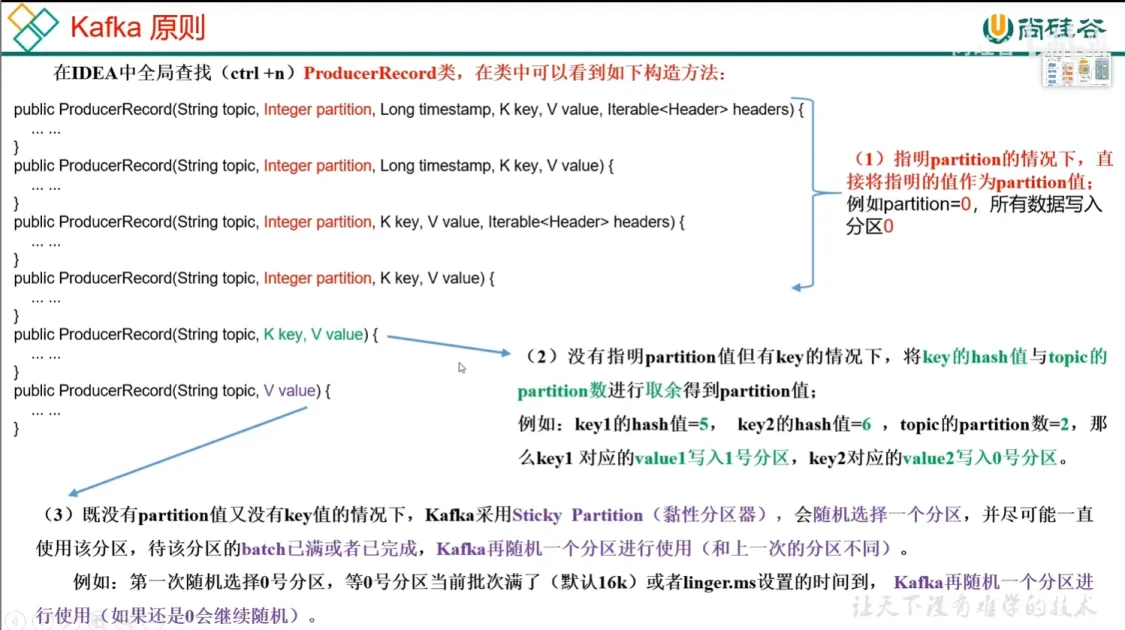 Kafka 原则
尚硅谷
在IDEA中全局查找（ctrl +n）ProducerRecord类，在类中可以看到如下构造方法：
public ProducerRecord(String topic, Integer partition, Long timestamp, K key, V value, Iterable<Header> headers) {
... ...
}
public ProducerRecord(String topic, Integer partition, Long timestamp, K key, V value) {
... ...
}
public ProducerRecord(String topic, Integer partition, K key, V value, Iterable<Header> headers) {
... ...
}
public ProducerRecord(String topic, Integer partition, K key, V value) {
... ...
}
public ProducerRecord(String topic, K key, V value) {
... ...
}
public ProducerRecord(String topic, V value) {
... ...
}
（1）指明partition的情况下，直
接将指明的值作为partition值；
例如partition=0，所有数据写入
分区0
（2）没有指明partition值但有key的情况下，将key的hash值与topic的
partition数进行取余得到partition值；
例如：key1的hash值=5， key2的hash值=6 ，topic的partition数=2，那
么key1 对应的value1写入1号分区，key2对应的value2写入0号分区。
（3）既没有partition值又没有key值的情况下，Kafka采用Sticky Partition（黏性分区器），会随机选择一个分区，并尽可能一直
使用该分区，待该分区的batch已满或者已完成，Kafka再随机一个分区进行使用（和上一次的分区不同）。
例如：第一次随机选择0号分区，等0号分区当前批次满了（默认16k）或者linger.ms设置的时间到， Kafka再随机一个分区进
行使用（如果还是0会继续随机）。
让天下没有难学的技术